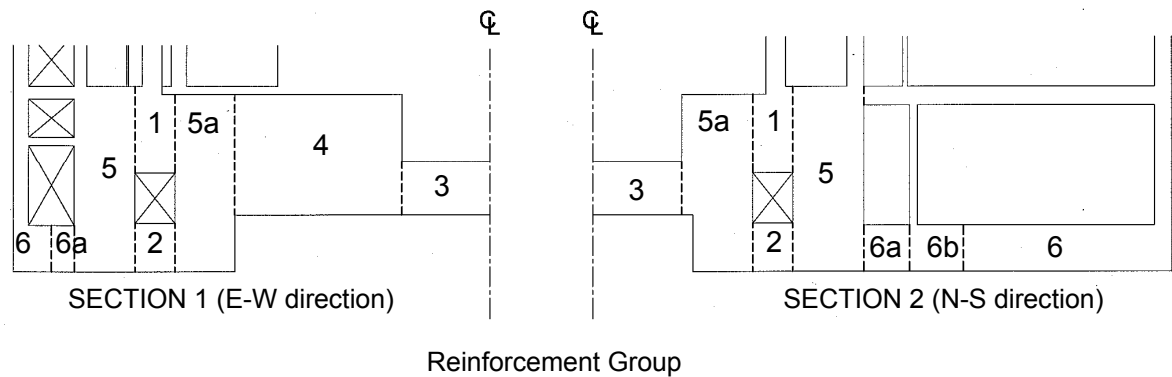 ℄ ℄
1 5a 4 5 3 2 6 6a
5a 1 5 3 2 6a 6b 6
SECTION 1 (E-W direction)
SECTION 2 (N-S direction)
Reinforcement Group